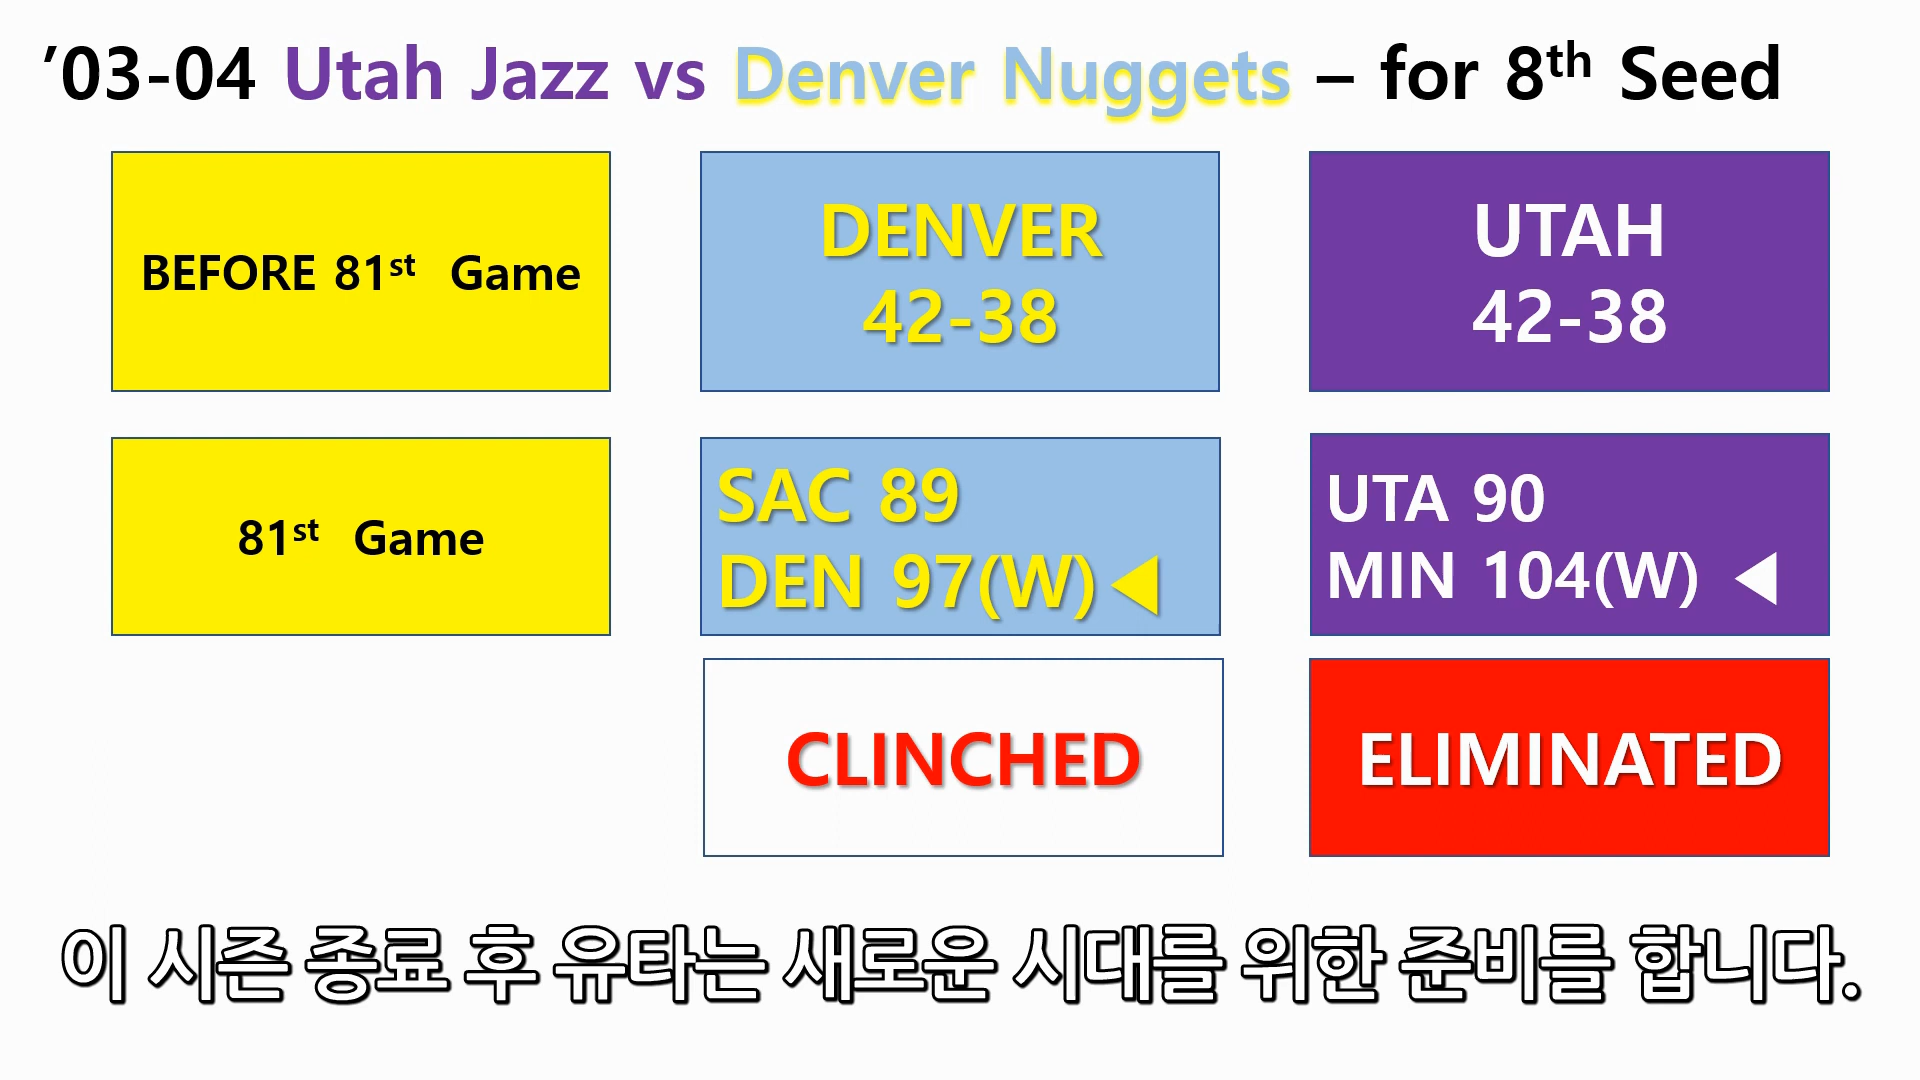 ’03-04 Utah Jazz vs Denver Nuggets – for 8th Seed
BEFORE 81st Game
DENVER
42-38
UTAH
42-38
81st Game
SAC 89
DEN 97(W)◀
UTA 90
MIN 104(W) ◀
CLINCHED
ELIMINATED
이 시즌 종료 후 유타는 새로운 시대를 위한 준비를 합니다.